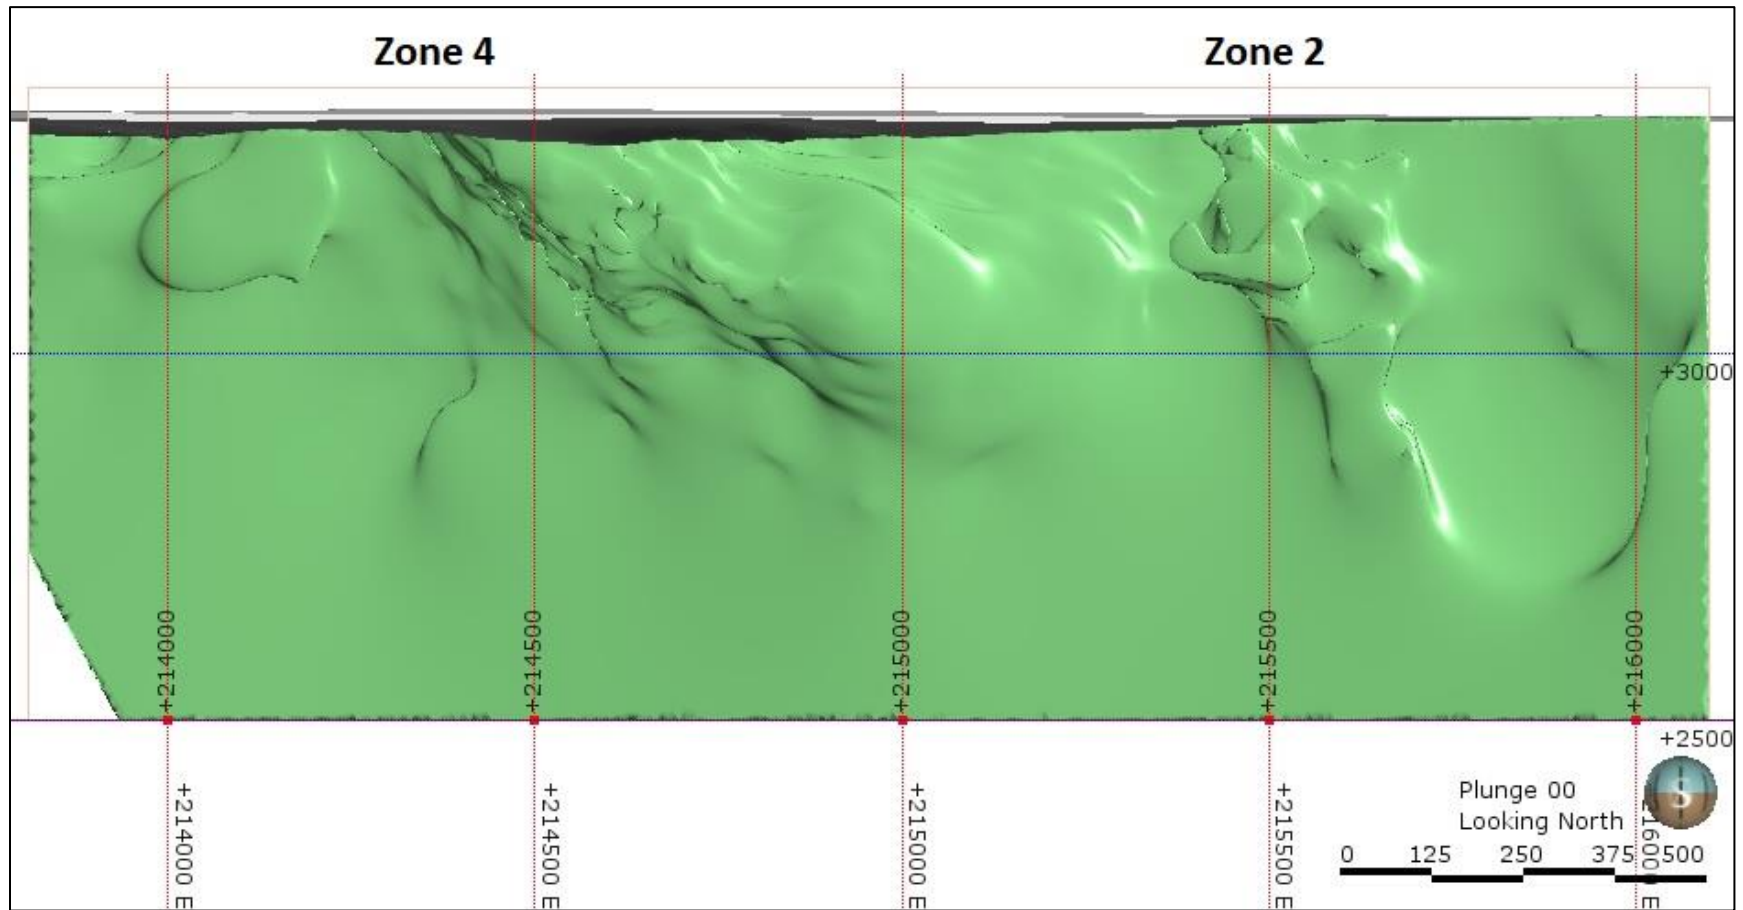 Zone 4
Zone 2
+3000
+214000
+214500
+215000
+215500
+216000
+2500
+214000 E
+214500 E
+215000 E
+215500 E
+216000 E
Plunge 00
Looking North
S
0 125 250 375 500